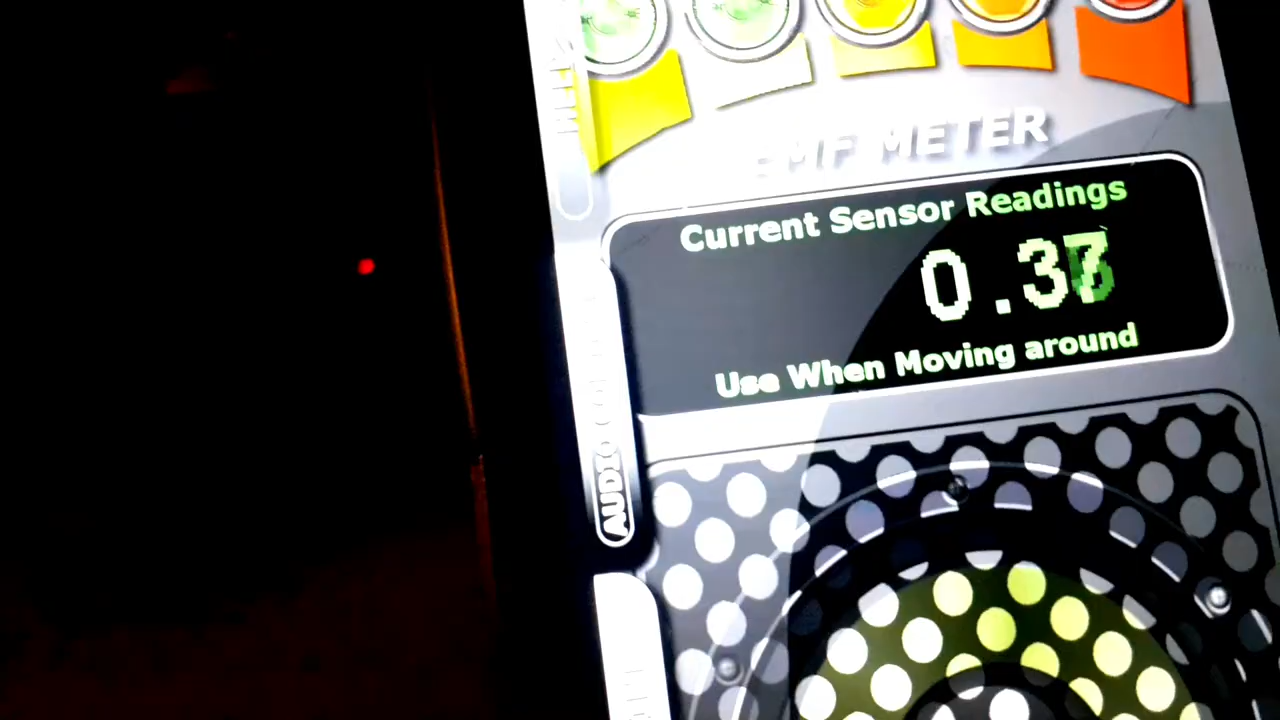 EMF METER
Current Sensor Readings
0.37
Use When Moving around
AUDIO